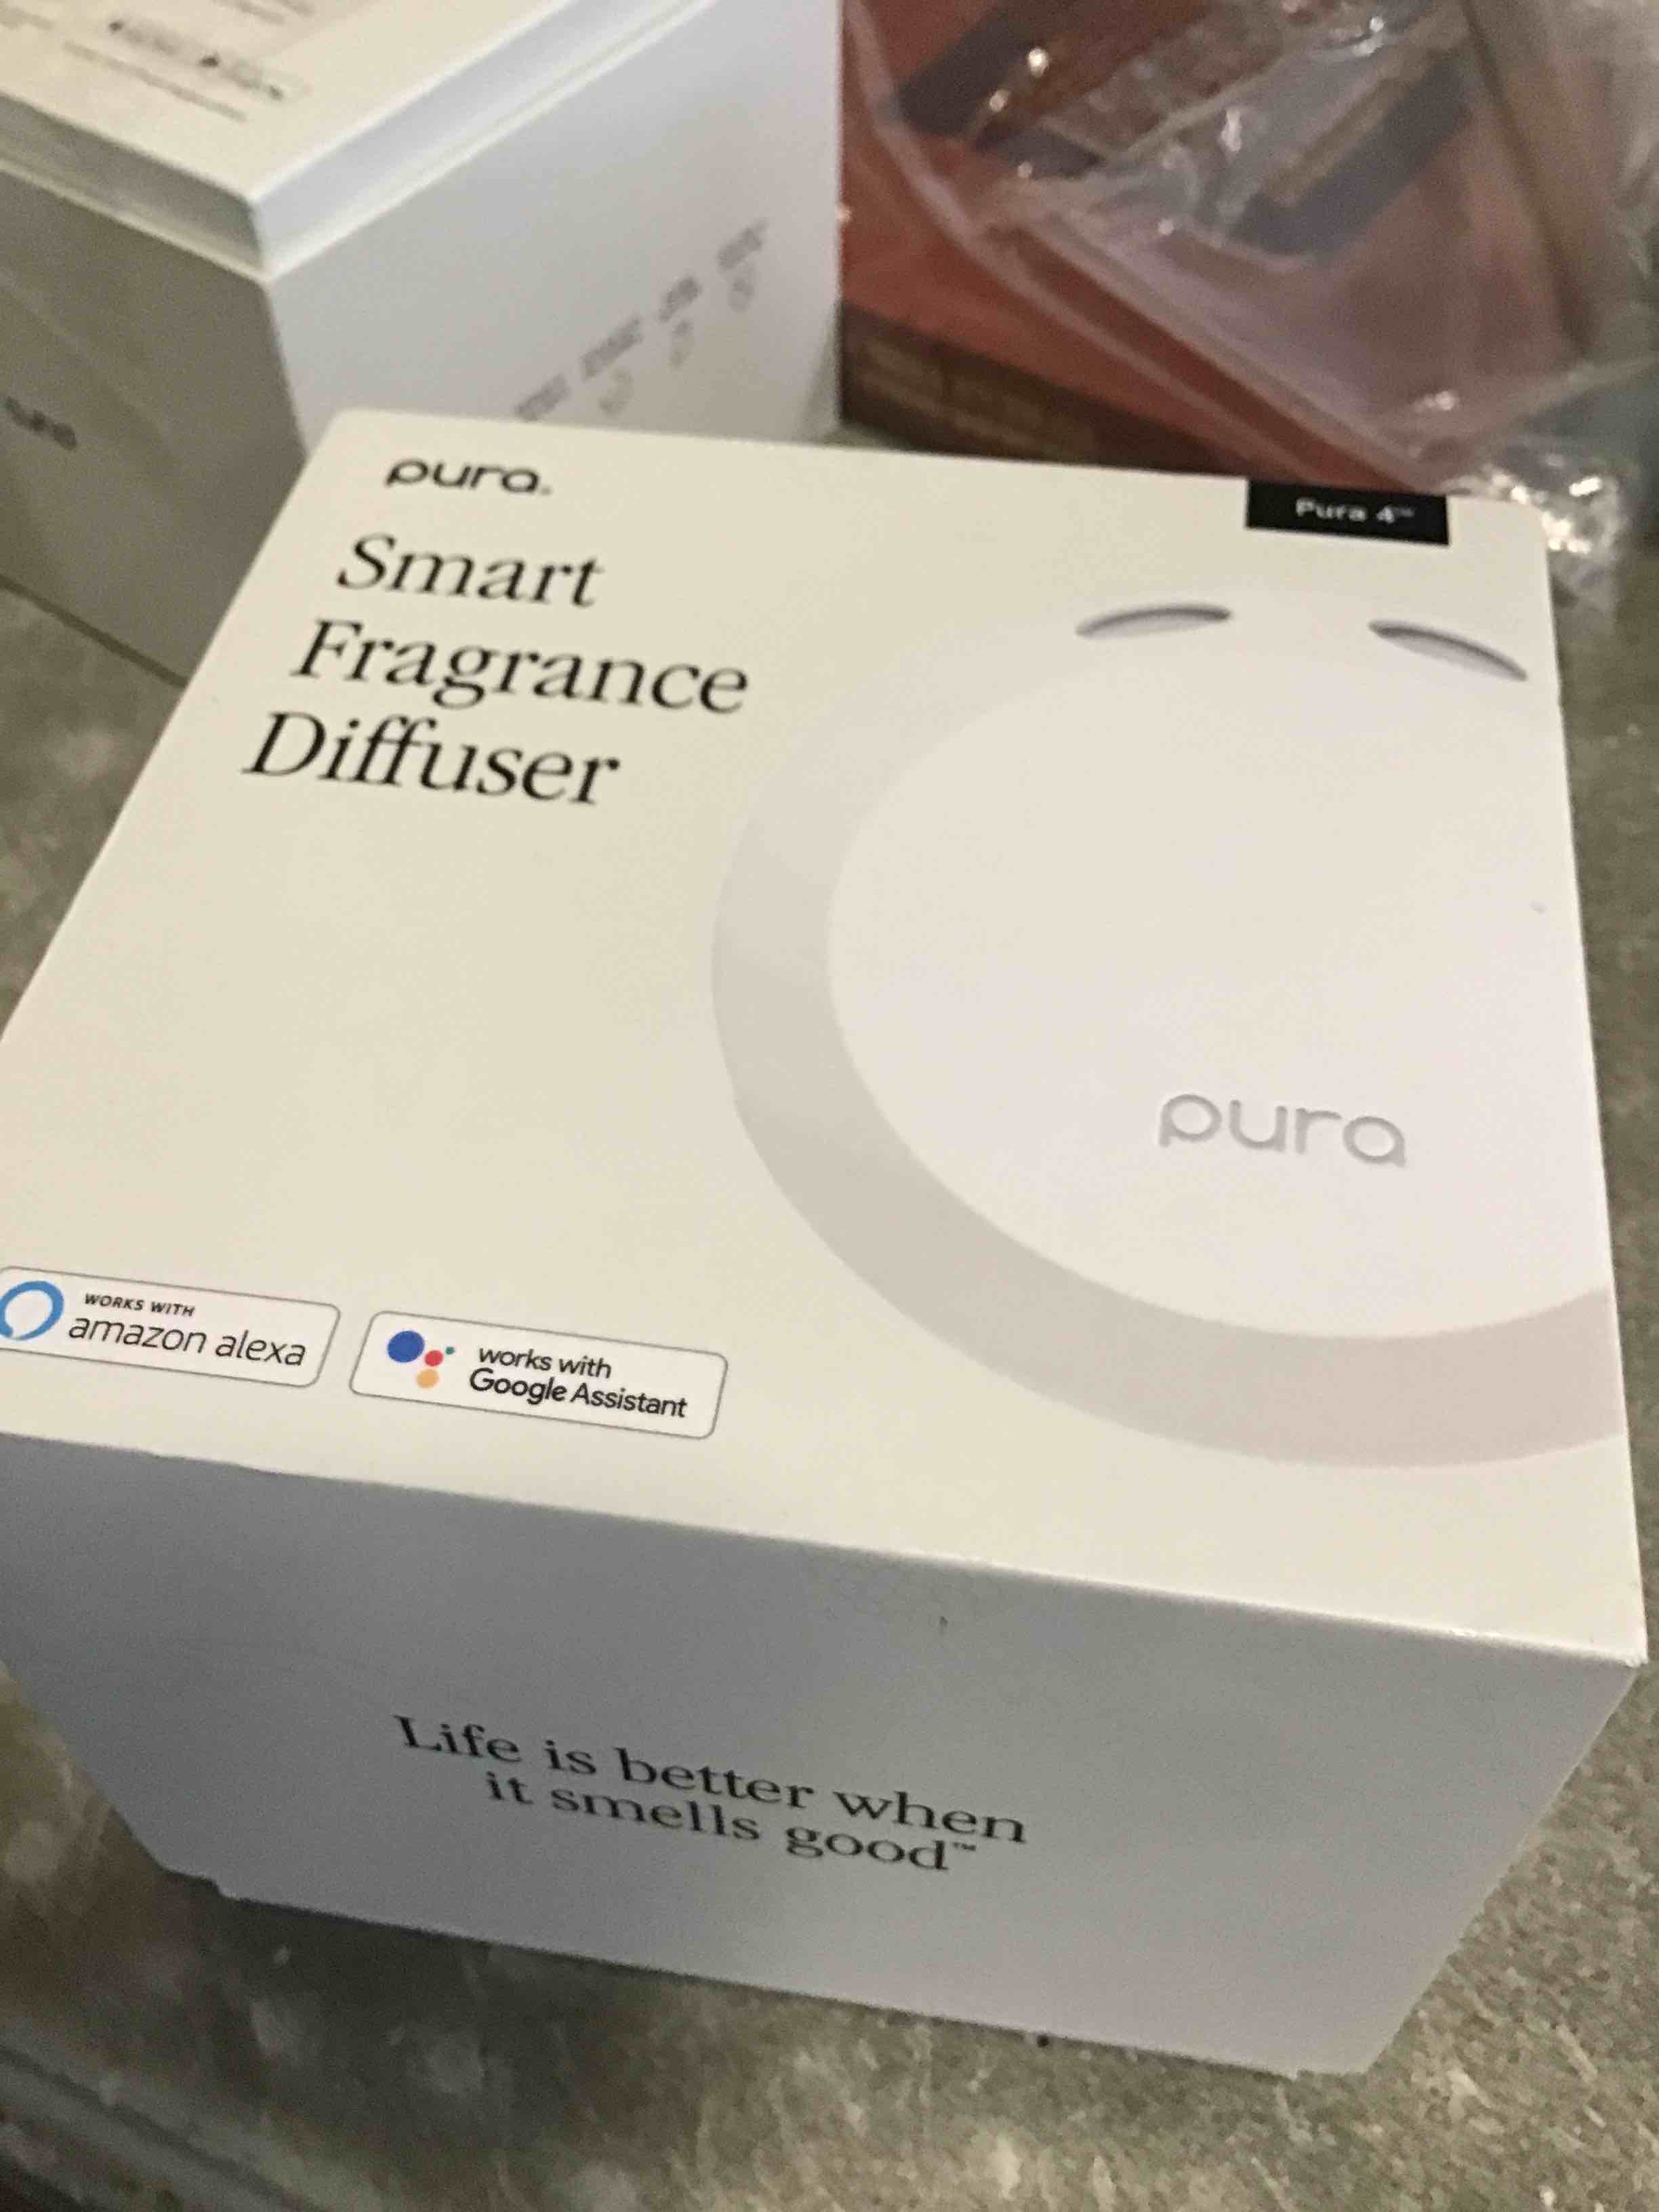 pura.
Pura 4™
Smart
Fragrance
Diffuser
pura
WORKS WITH
amazon alexa
works with
Google Assistant
Life is better when
it smells good™